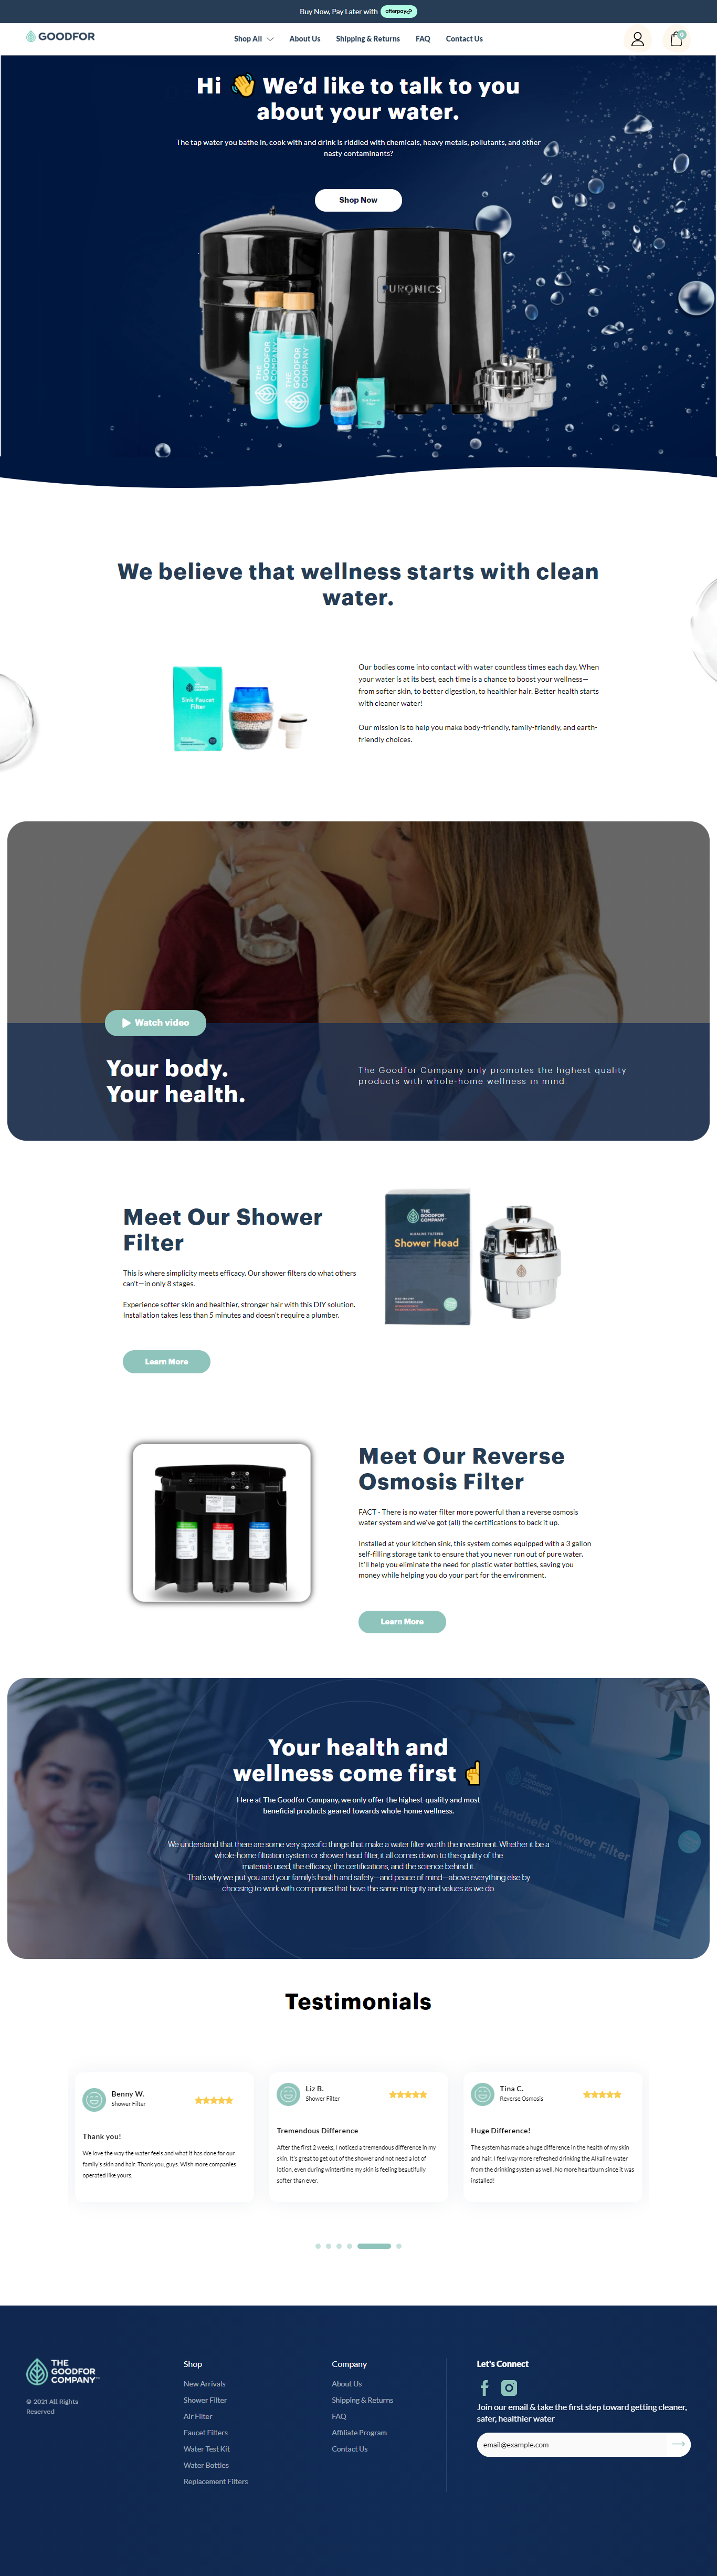 Buy Now, Pay Later with afterpay
GOODFOR
Shop All
About Us
Shipping & Returns
FAQ
Contact Us
0
Hi 👋 We'd like to talk to you
about your water.
The tap water you bathe in, cook with and drink is riddled with chemicals, heavy metals, pollutants, and other
nasty contaminants?
Shop Now
PURONICS
THE GOODFOR COMPANY
THE GOODFOR COMPANY
We believe that wellness starts with clean
water.
Sink Faucet
Filter
Our bodies come into contact with water countless times each day. When
your water is at its best, each time is a chance to boost your wellness—
from softer skin, to better digestion, to healthier hair. Better health starts
with cleaner water!
Our mission is to help you make body-friendly, family-friendly, and earth-
friendly choices.
Watch video
Your body.
Your health.
The Goodfor Company only promotes the highest quality
products with whole-home wellness in mind.
Meet Our Shower
Filter
This is where simplicity meets efficacy. Our shower filters do what others
can't—in only 8 stages.
Experience softer skin and healthier, stronger hair with this DIY solution.
Installation takes less than 5 minutes and doesn't require a plumber.
Learn More
THE
GOODFOR
COMPANY
ALKALINE FILTERED
Shower Head
Meet Our Reverse
Osmosis Filter
FACT - There is no water filter more powerful than a reverse osmosis
water system and we've got (all) the certifications to back it up.
Installed at your kitchen sink, this system comes equipped with a 3 gallon
self-filling storage tank to ensure that you never run out of pure water.
It'll help you eliminate the need for plastic water bottles, saving you
money while helping you do your part for the environment.
Learn More
Your health and
wellness come first ☝
Here at The Goodfor Company, we only offer the highest-quality and most
beneficial products geared towards whole-home wellness.
We understand that there are some very specific things that make a water filter worth the investment. Whether it be a
whole-home filtration system or shower head filter, it all comes down to the quality of the
materials used, the efficacy, the certifications, and the science behind it.
That's why we put you and your family's health and safety—and peace of mind—above everything else by
choosing to work with companies that have the same integrity and values as we do.
Handheld Shower Filter
Testimonials
Benny W.
Shower Filter
Thank you!
We love the way the water feels and what it has done for our
family's skin and hair. Thank you, guys. Wish more companies
operated like yours.
Liz B.
Shower Filter
Tremendous Difference
After the first 2 weeks, I noticed a tremendous difference in my
skin. It's great to get out of the shower and not need a lot of
lotion, even during wintertime my skin is feeling beautifully
softer than ever.
Tina C.
Reverse Osmosis
Huge Difference!
The system has made a huge difference in the health of my skin
and hair. I feel way more refreshed drinking the Alkaline water
from the drinking system as well. No more heartburn since it was
installed!
THE
GOODFOR
COMPANY™
© 2021 All Rights
Reserved
Shop
New Arrivals
Shower Filter
Air Filter
Faucet Filters
Water Test Kit
Water Bottles
Replacement Filters
Company
About Us
Shipping & Returns
FAQ
Affiliate Program
Contact Us
Let's Connect
Join our email & take the first step toward getting cleaner,
safer, healthier water
email@example.com